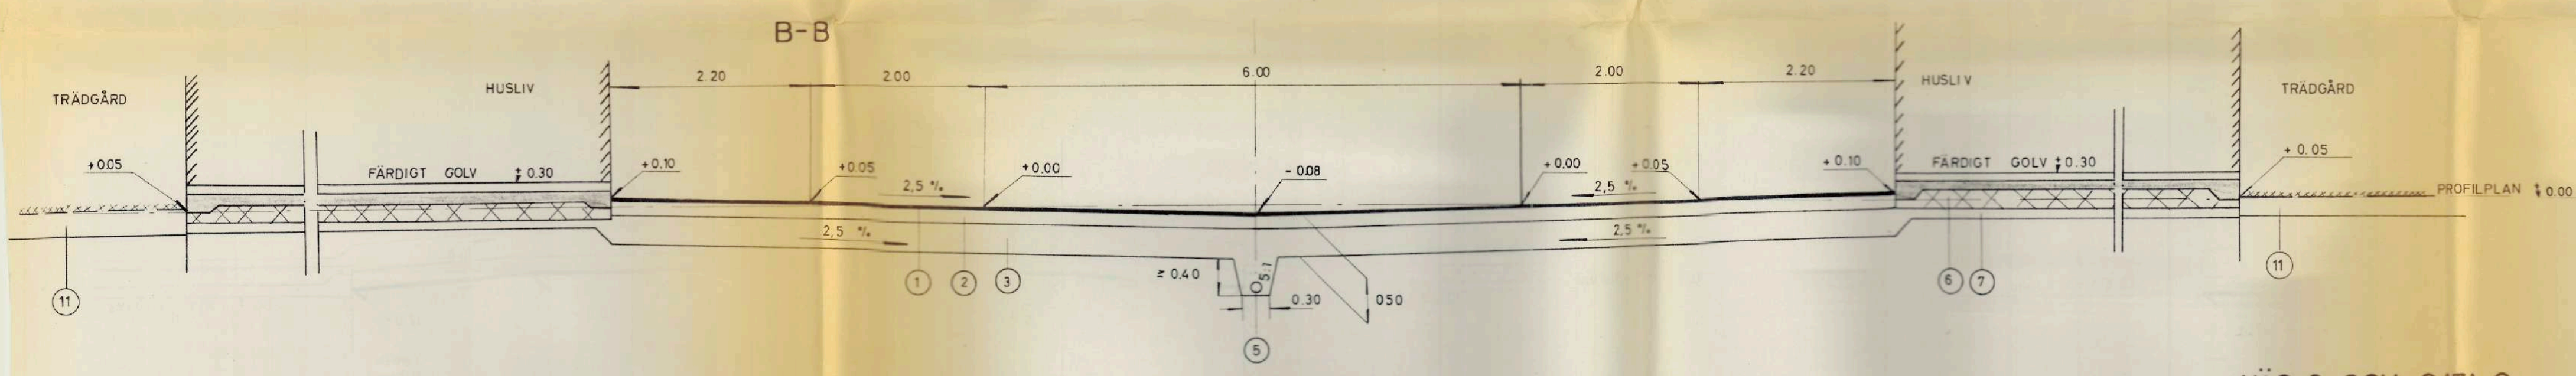 B-B
2.20 2.00 6.00 2.00 2.20
TRÄDGÅRD HUSLIV HUSLIV TRÄDGÅRD
+0.05 FÄRDIGT GOLV +0.30 +0.10 +0.05 +0.00 -0.08 +0.00 +0.05 +0.10 FÄRDIGT GOLV +0.30 +0.05
2,5 % 2,5 % PROFILPLAN ±0.00
2,5 % 2,5 %
≥ 0.40 5:1
0.30 050
11 1 2 3 6 7 11
5